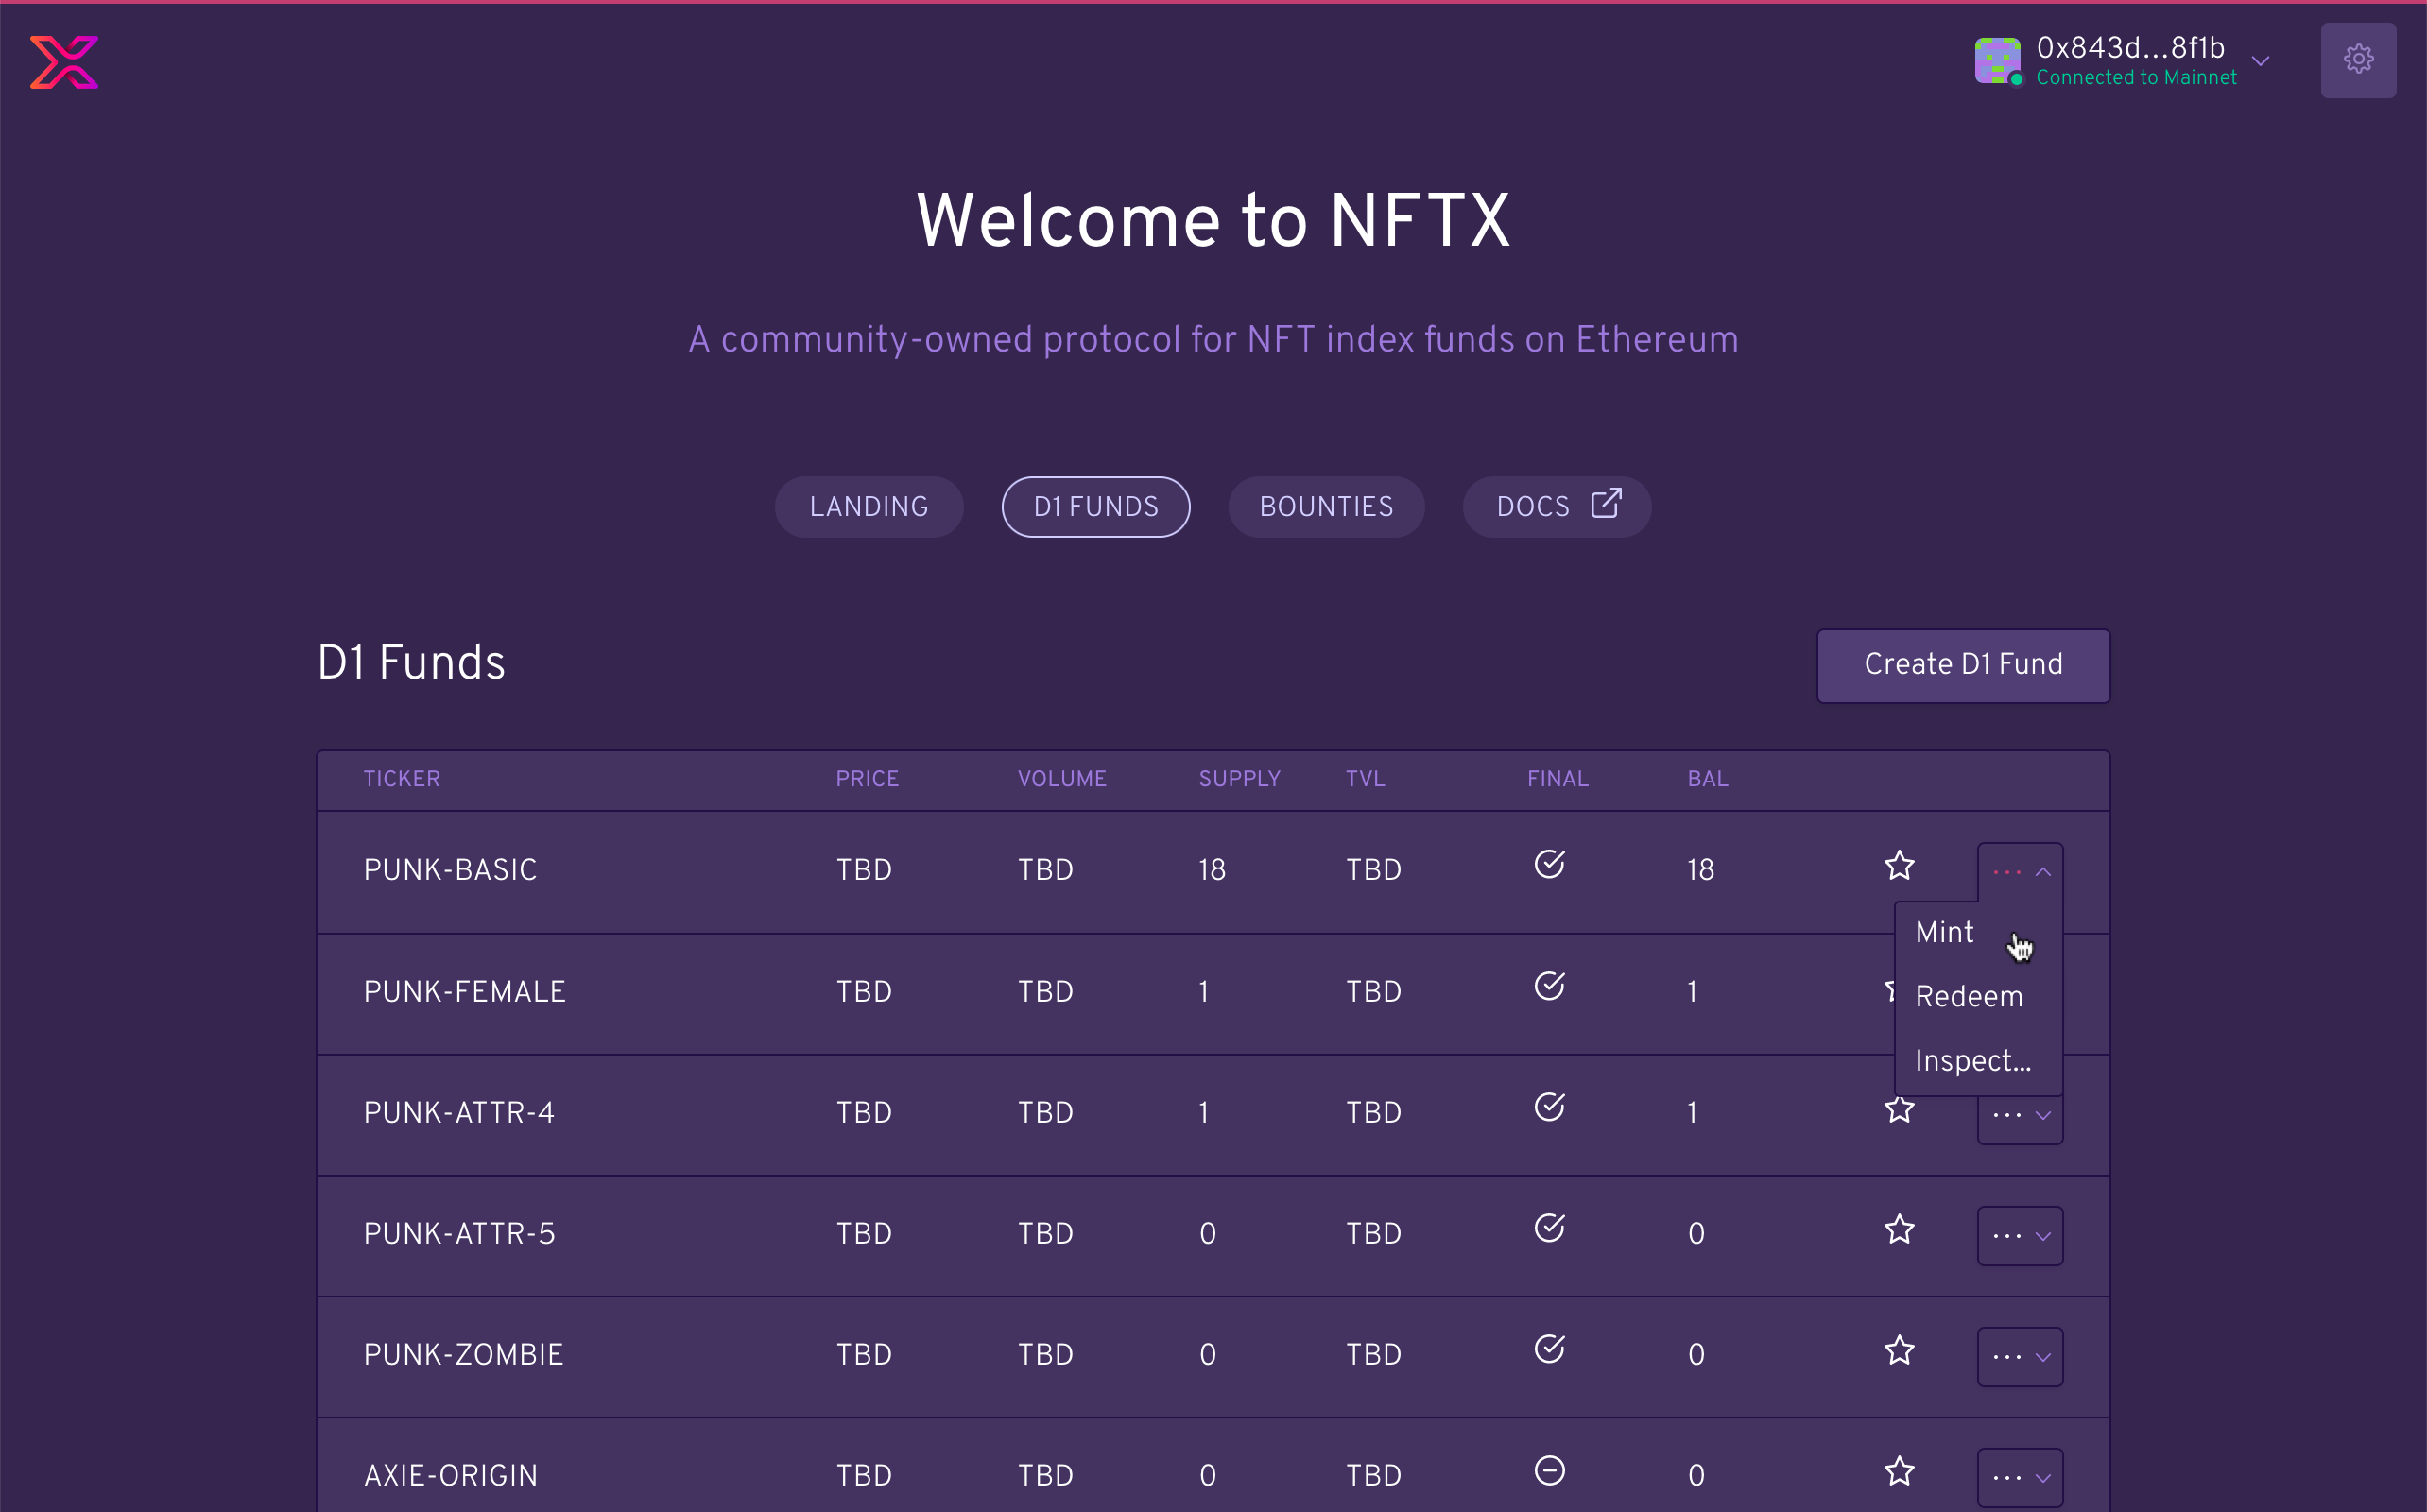 0x843d...8f1b
Connected to Mainnet
Welcome to NFTX
A community-owned protocol for NFT index funds on Ethereum
LANDING D1 FUNDS BOUNTIES DOCS
D1 Funds Create D1 Fund
TICKER PRICE VOLUME SUPPLY TVL FINAL BAL
PUNK-BASIC TBD TBD 18 TBD 18 ...
Mint
PUNK-FEMALE TBD TBD 1 TBD 1
Redeem
Inspect...
PUNK-ATTR-4 TBD TBD 1 TBD 1 ...
PUNK-ATTR-5 TBD TBD 0 TBD 0 ...
PUNK-ZOMBIE TBD TBD 0 TBD 0 ...
AXIE-ORIGIN TBD TBD 0 TBD 0 ...